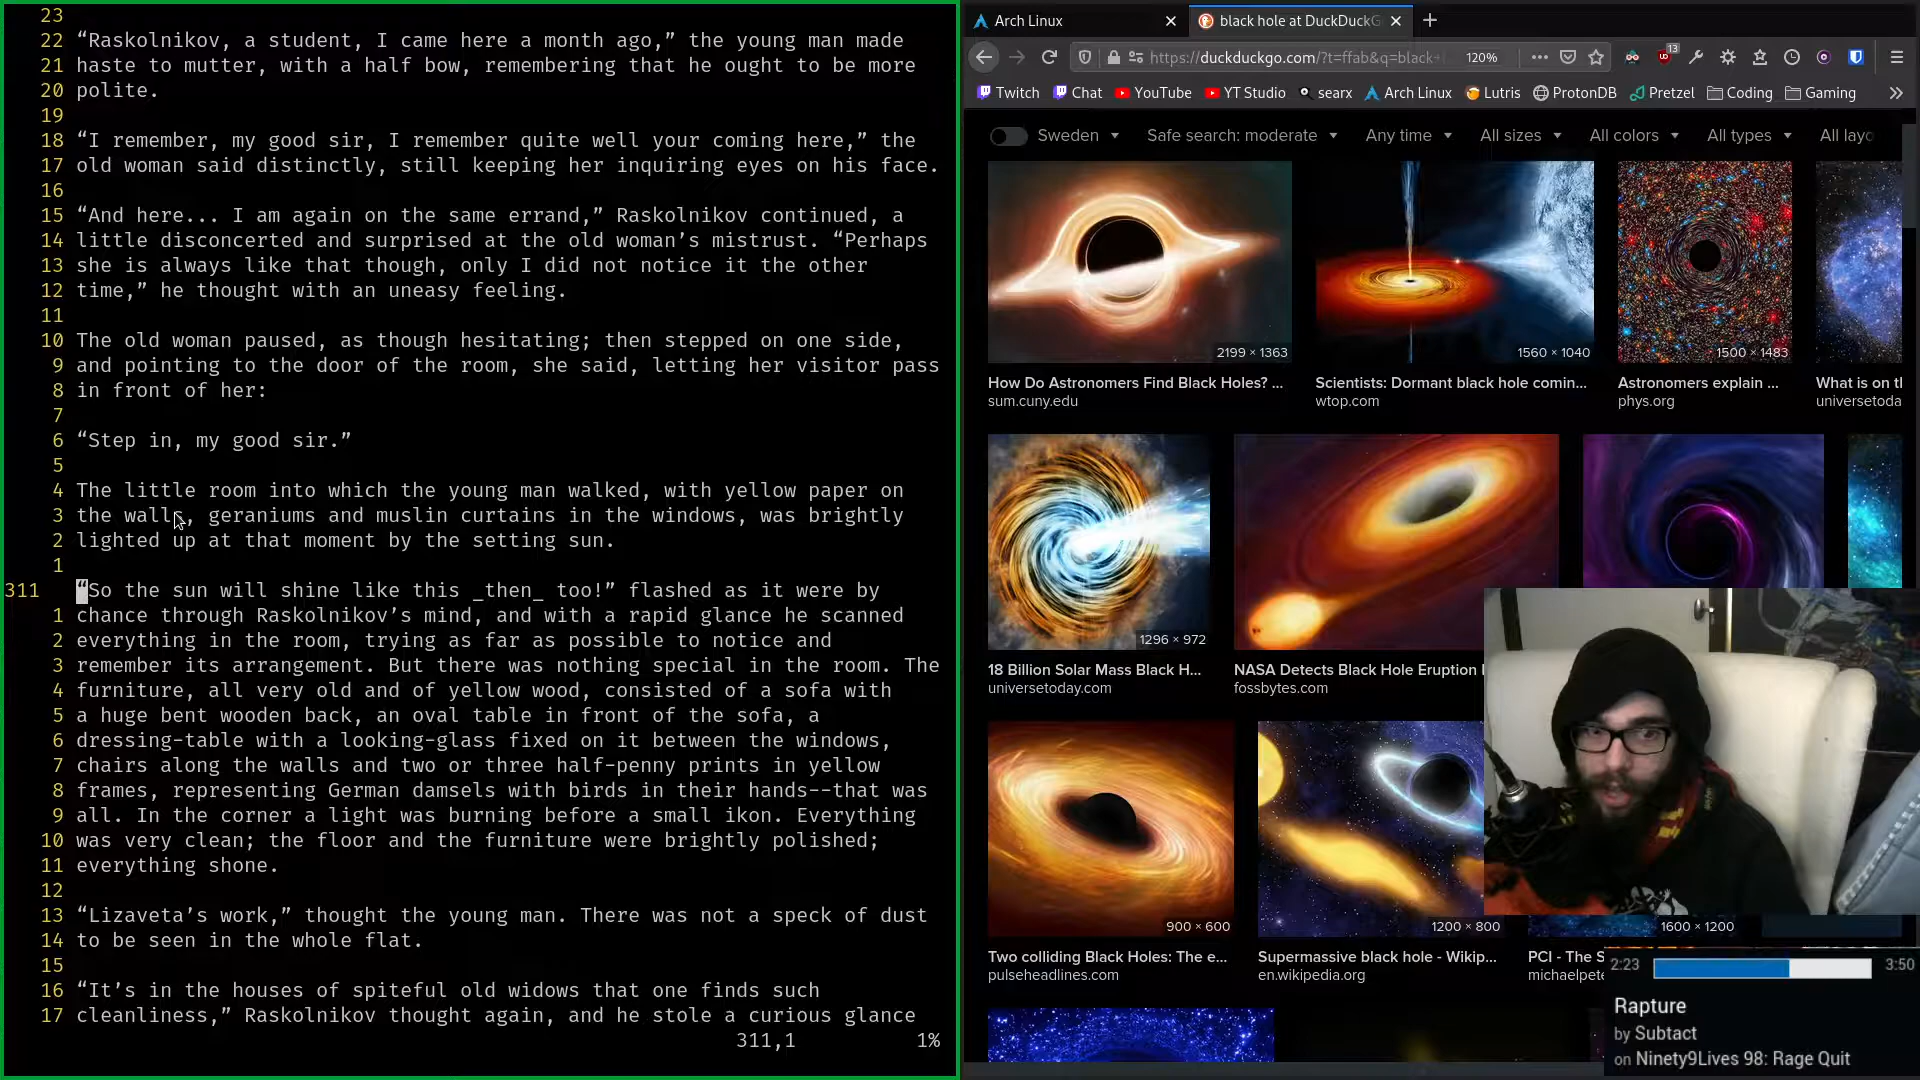 23
22 “Raskolnikov, a student, I came here a month ago,” the young man made
21 haste to mutter, with a half bow, remembering that he ought to be more
20 polite.
19
18 “I remember, my good sir, I remember quite well your coming here,” the
17 old woman said distinctly, still keeping her inquiring eyes on his face.
16
15 “And here... I am again on the same errand,” Raskolnikov continued, a
14 little disconcerted and surprised at the old woman’s mistrust. “Perhaps
13 she is always like that though, only I did not notice it the other
12 time,” he thought with an uneasy feeling.
11
10 The old woman paused, as though hesitating; then stepped on one side,
9 and pointing to the door of the room, she said, letting her visitor pass
8 in front of her:
7
6 “Step in, my good sir.”
5
4 The little room into which the young man walked, with yellow paper on
3 the walls, geraniums and muslin curtains in the windows, was brightly
2 lighted up at that moment by the setting sun.
1
311 “So the sun will shine like this _then_ too!” flashed as it were by
1 chance through Raskolnikov’s mind, and with a rapid glance he scanned
2 everything in the room, trying as far as possible to notice and
3 remember its arrangement. But there was nothing special in the room. The
4 furniture, all very old and of yellow wood, consisted of a sofa with
5 a huge bent wooden back, an oval table in front of the sofa, a
6 dressing-table with a looking-glass fixed on it between the windows,
7 chairs along the walls and two or three half-penny prints in yellow
8 frames, representing German damsels with birds in their hands--that was
9 all. In the corner a light was burning before a small ikon. Everything
10 was very clean; the floor and the furniture were brightly polished;
11 everything shone.
12
13 “Lizaveta’s work,” thought the young man. There was not a speck of dust
14 to be seen in the whole flat.
15
16 “It’s in the houses of spiteful old widows that one finds such
17 cleanliness,” Raskolnikov thought again, and he stole a curious glance
311,1 1%
Arch Linux
black hole at DuckDuckG
https://duckduckgo.com/?t=ffab&q=black+ 120% 13
Twitch Chat YouTube YT Studio searx Arch Linux Lutris ProtonDB Pretzel Coding Gaming
Sweden Safe search: moderate Any time All sizes All colors All types All layo
2199 × 1363
How Do Astronomers Find Black Holes? ...
sum.cuny.edu
1560 × 1040
Scientists: Dormant black hole comin...
wtop.com
1500 × 1483
Astronomers explain ...
phys.org
What is on tl
universetoda
1296 × 972
18 Billion Solar Mass Black H...
universetoday.com
NASA Detects Black Hole Eruption
fossbytes.com
900 × 600
Two colliding Black Holes: The e...
pulseheadlines.com
1200 × 800
Supermassive black hole - Wikip...
en.wikipedia.org
1600 × 1200
PCI - The S
michaelpete
2:23 3:50
Rapture
by Subtact
on Ninety9Lives 98: Rage Quit